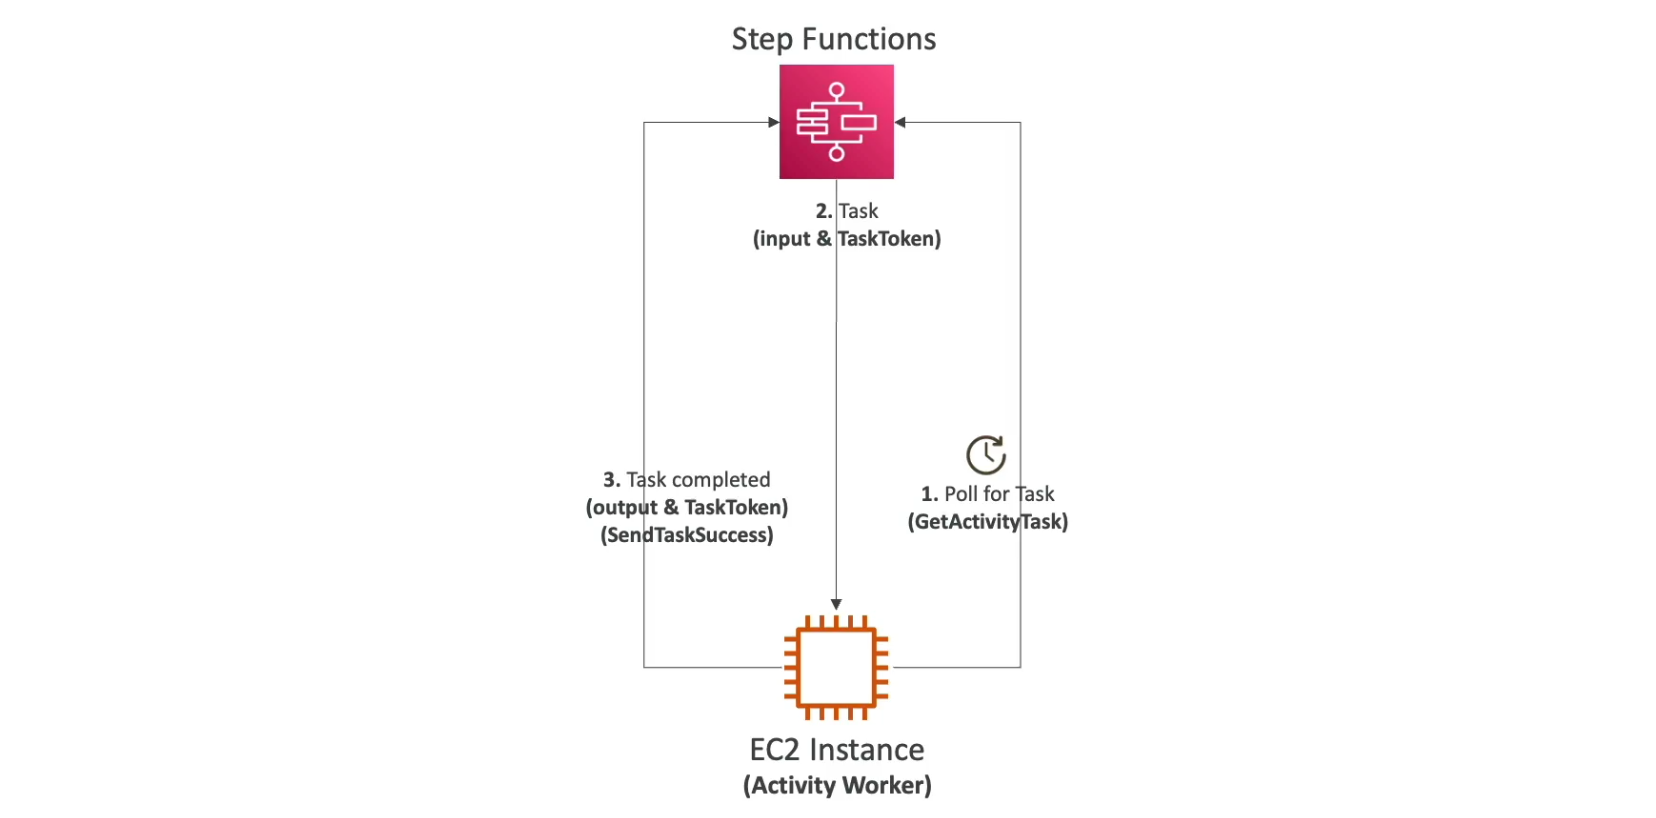 Step Functions
2. Task
(input & TaskToken)
3. Task completed
(output & TaskToken)
(SendTaskSuccess)
1. Poll for Task
(GetActivityTask)
EC2 Instance
(Activity Worker)